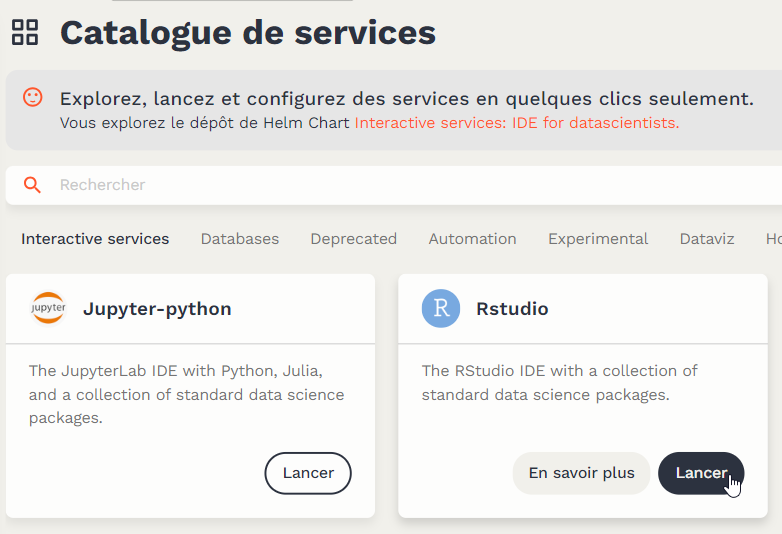 Catalogue de services
Explorez, lancez et configurez des services en quelques clics seulement.
Vous explorez le dépôt de Helm Chart Interactive services: IDE for datascientists.
Rechercher
Interactive services Databases Deprecated Automation Experimental Dataviz
jupyter Jupyter-python
The JupyterLab IDE with Python, Julia,
and a collection of standard data science
packages.
Lancer
R Rstudio
The RStudio IDE with a collection of
standard data science packages.
En savoir plus Lancer